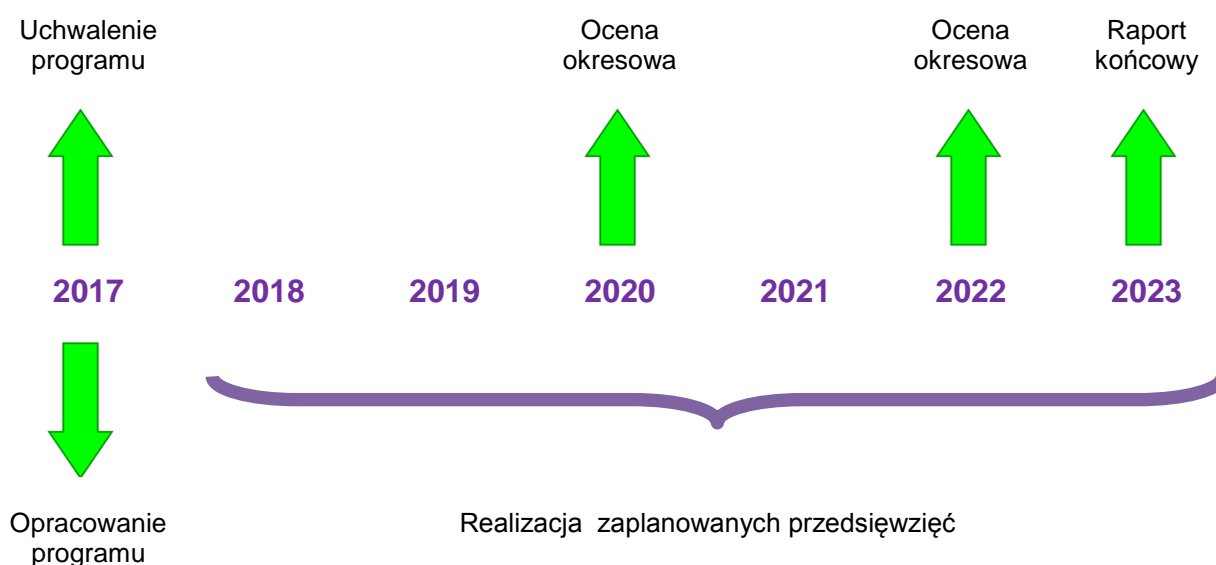 Uchwalenie
programu
Ocena
okresowa
Ocena
okresowa
Raport
końcowy
2017 2018 2019 2020 2021 2022 2023
Opracowanie
programu
Realizacja zaplanowanych przedsięwzięć